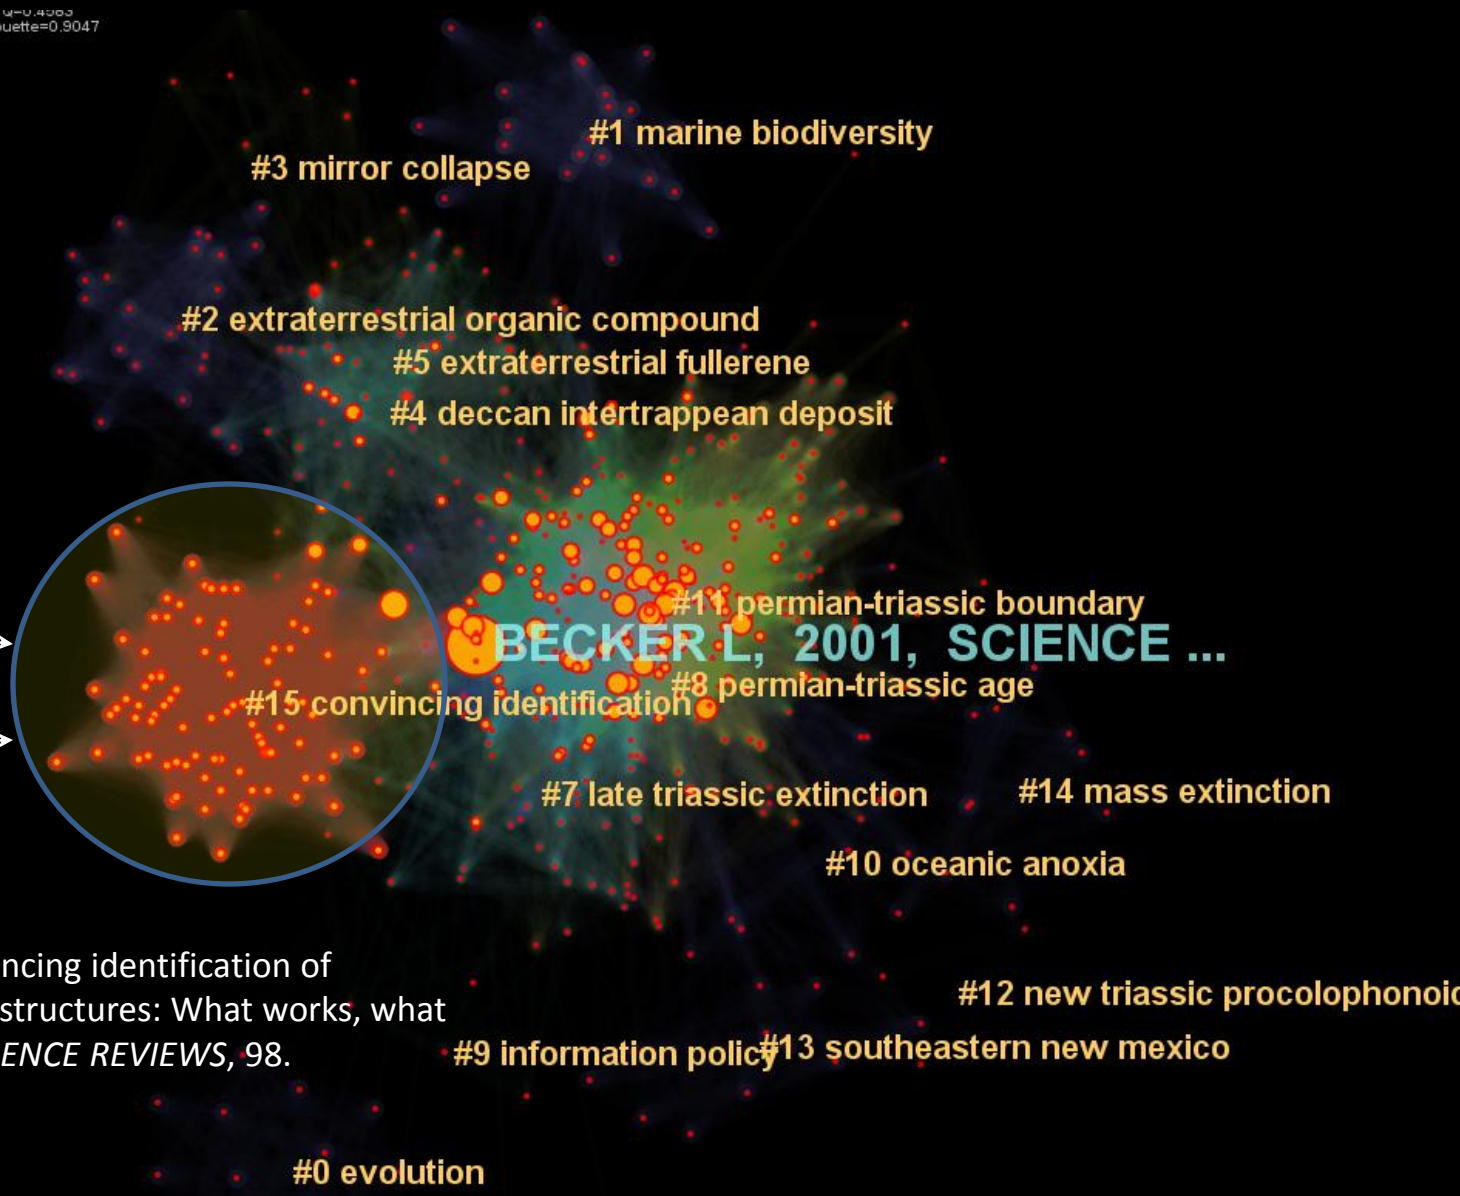 Q=0.4583
ouette=0.9047
#1 marine biodiversity
#3 mirror collapse
#2 extraterrestrial organic compound
#5 extraterrestrial fullerene
#4 deccan intertrappean deposit
#11 permian-triassic boundary
BECKER L, 2001, SCIENCE ...
#8 permian-triassic age
#15 convincing identification
#7 late triassic extinction
#14 mass extinction
#10 oceanic anoxia
ncing identification of
structures: What works, what
ENCE REVIEWS, 98.
#12 new triassic procolophonoid
#9 information policy
#13 southeastern new mexico
#0 evolution